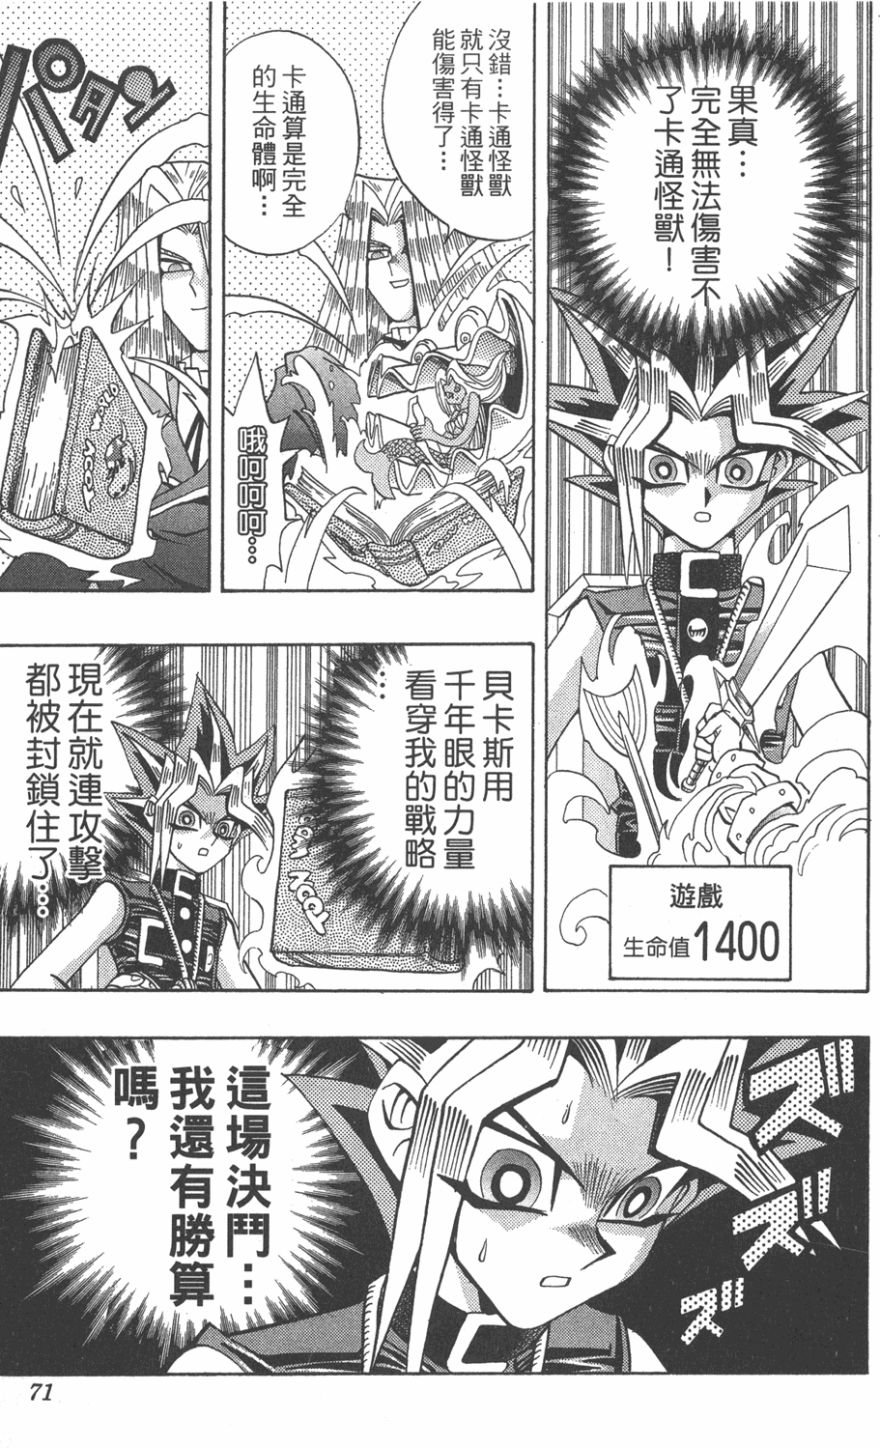 果真…
完全無法傷害不
了卡通怪獸！
遊戲
生命值1400
沒錯…卡通怪獸
就只有卡通怪獸
能傷害得了…
卡通算是完全
的生命體啊…
哦呵呵呵…
パタン
貝卡斯用
千年眼的力量
看穿我的戰略
…
現在就連攻擊
都被封鎖住了…
這場決鬥…
我還有勝算
嗎？
ズズズ
71